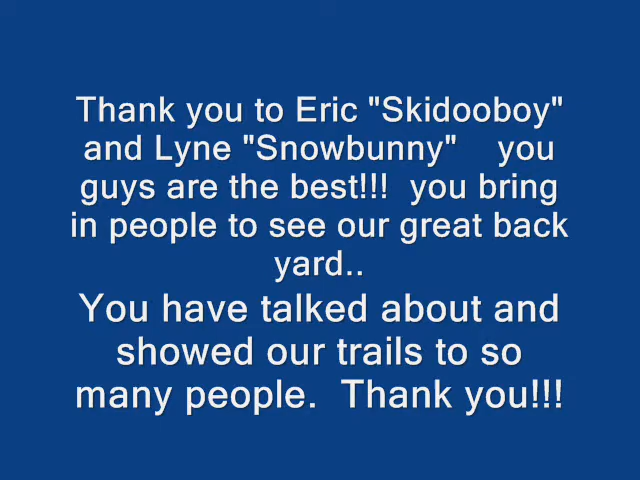 Thank you to Eric "Skidooboy"
and Lyne "Snowbunny"    you
guys are the best!!!  you bring
in people to see our great back
yard..
You have talked about and
showed our trails to so
many people.  Thank you!!!